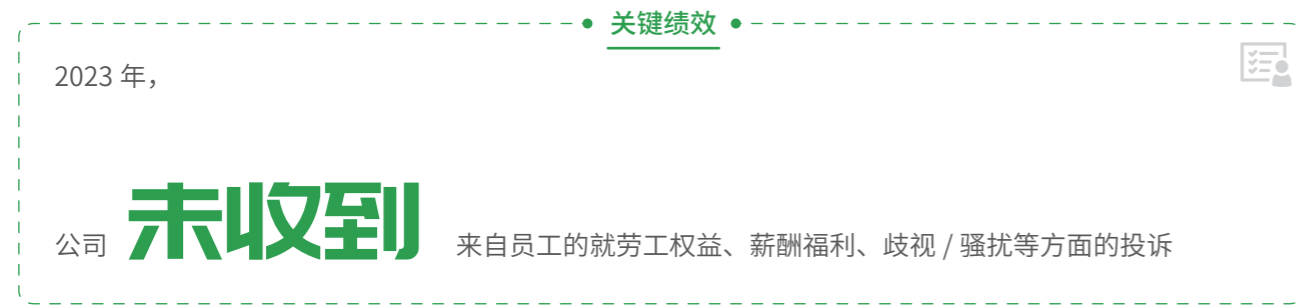 关键绩效
2023 年，
公司 未收到 来自员工的就劳工权益、薪酬福利、歧视 / 骚扰等方面的投诉